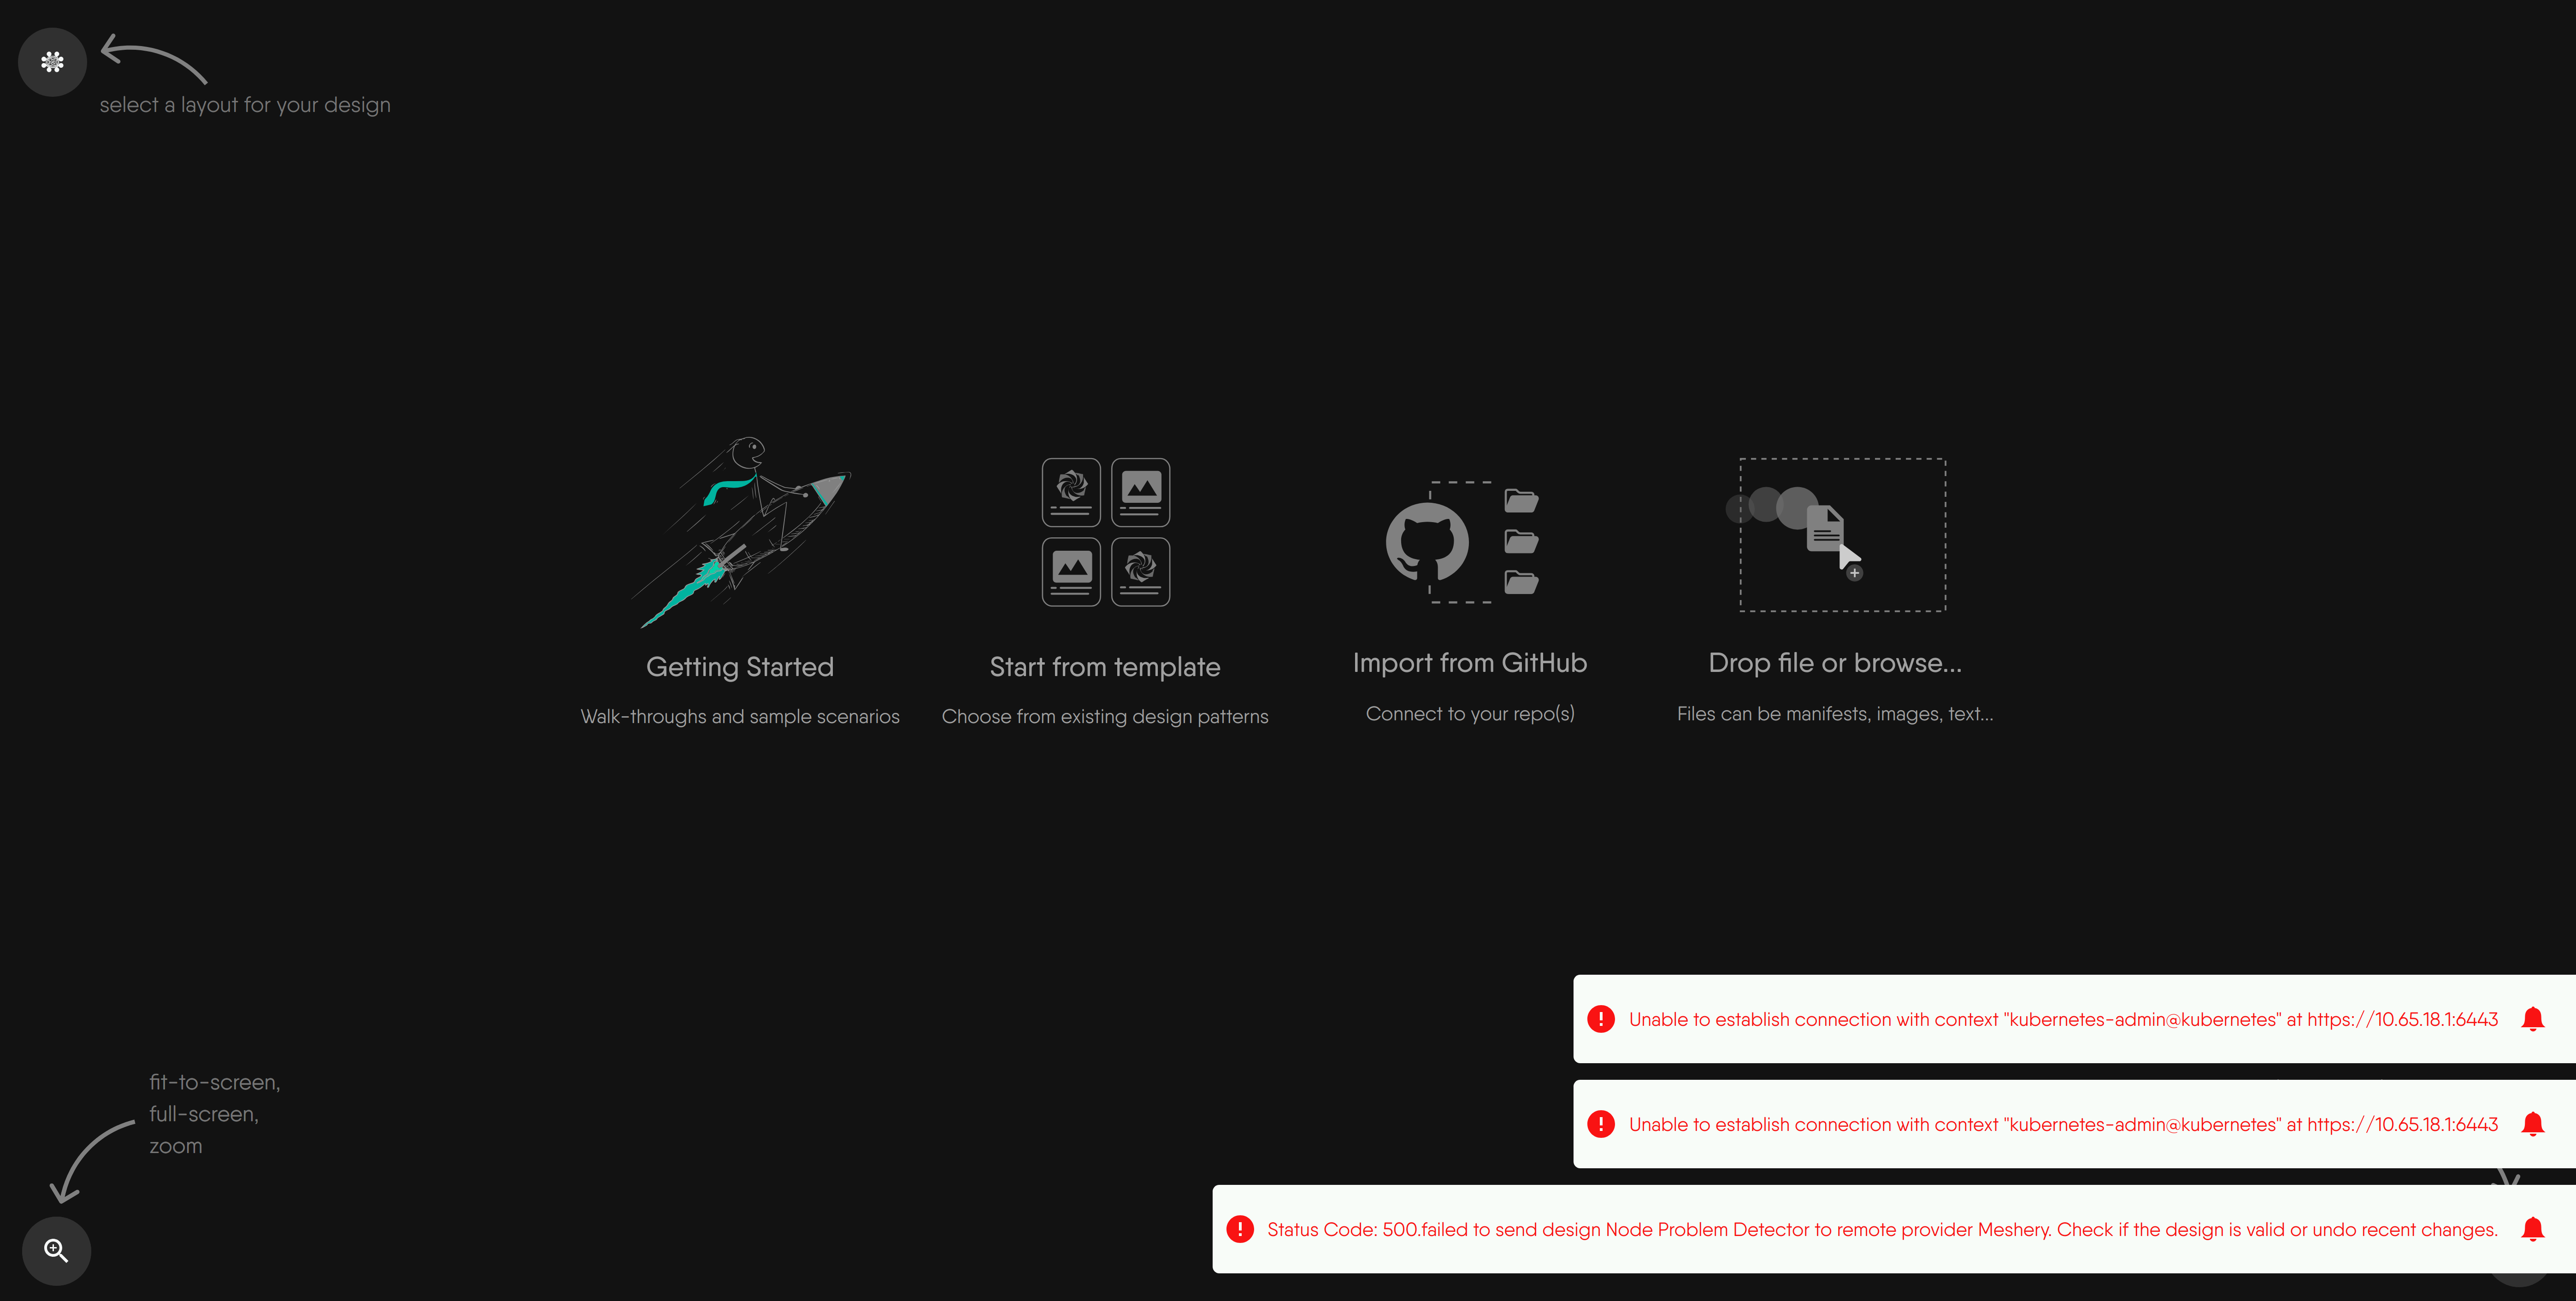 select a layout for your design
Getting Started
Walk-throughs and sample scenarios
Start from template
Choose from existing design patterns
Import from GitHub
Connect to your repo(s)
Drop file or browse...
Files can be manifests, images, text...
Unable to establish connection with context "kubernetes-admin@kubernetes" at https://10.65.18.1:6443
Unable to establish connection with context "kubernetes-admin@kubernetes" at https://10.65.18.1:6443
Status Code: 500.failed to send design Node Problem Detector to remote provider Meshery. Check if the design is valid or undo recent changes.
fit-to-screen,
full-screen,
zoom